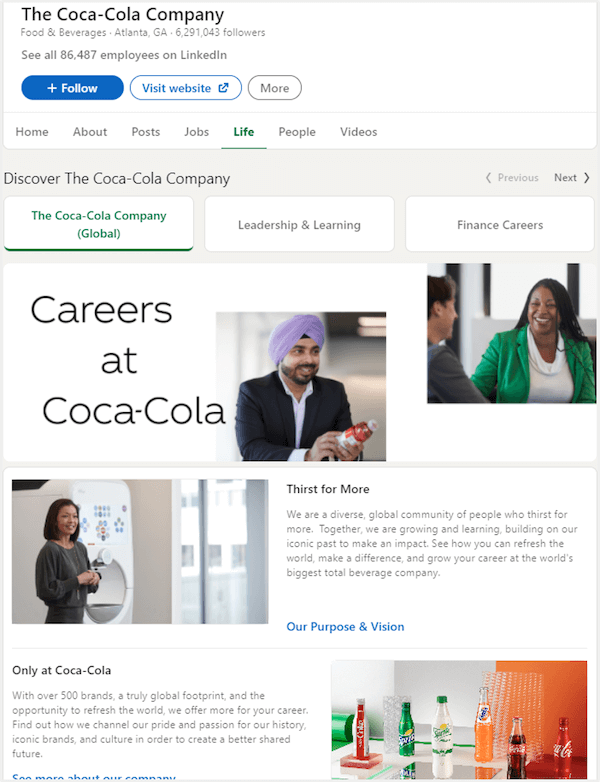 The Coca-Cola Company
Food & Beverages · Atlanta, GA · 6,291,043 followers
See all 86,487 employees on LinkedIn
+ Follow
Visit website
More
Home
About
Posts
Jobs
Life
People
Videos
Discover The Coca-Cola Company
Previous
Next
The Coca-Cola Company
(Global)
Leadership & Learning
Finance Careers
Careers
at
Coca-Cola
Thirst for More
We are a diverse, global community of people who thirst for
more. Together, we are growing and learning, building on our
iconic past to make an impact. See how you can refresh the
world, make a difference, and grow your career at the world's
biggest total beverage company.
Our Purpose & Vision
Only at Coca-Cola
With over 500 brands, a truly global footprint, and the
opportunity to refresh the world, we offer more for your career.
Find out how we channel our pride and passion for our history,
iconic brands, and culture in order to create a better shared
future.
See more about our company